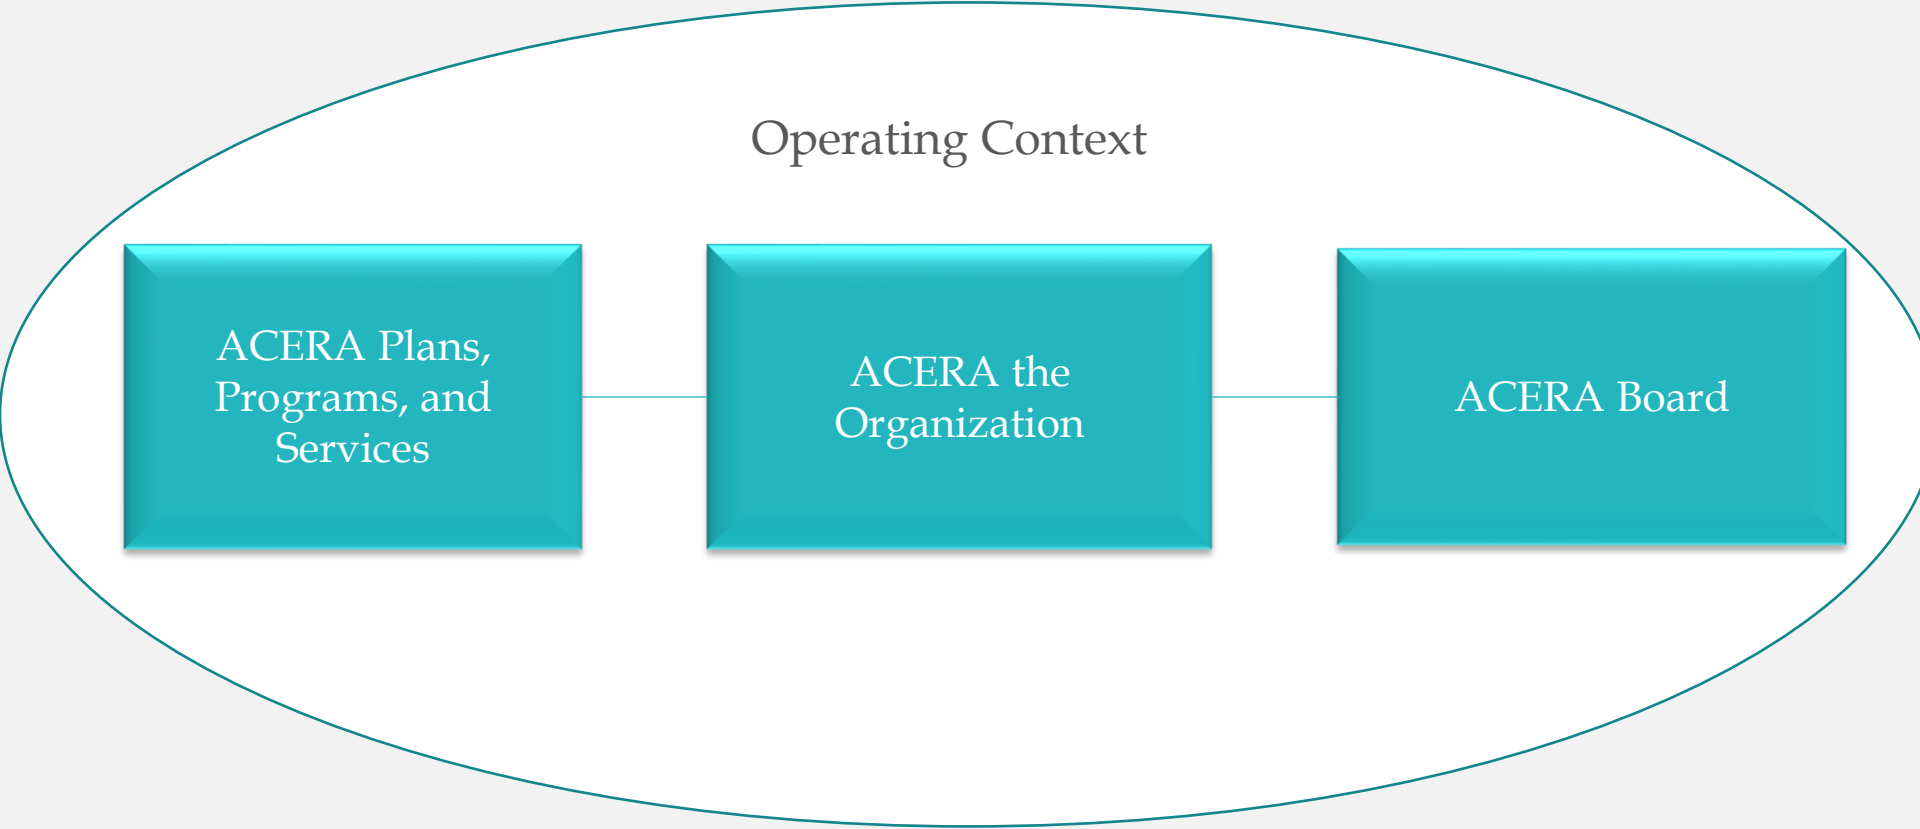 Operating Context
ACERA Plans,
Programs, and
Services
ACERA the
Organization
ACERA Board